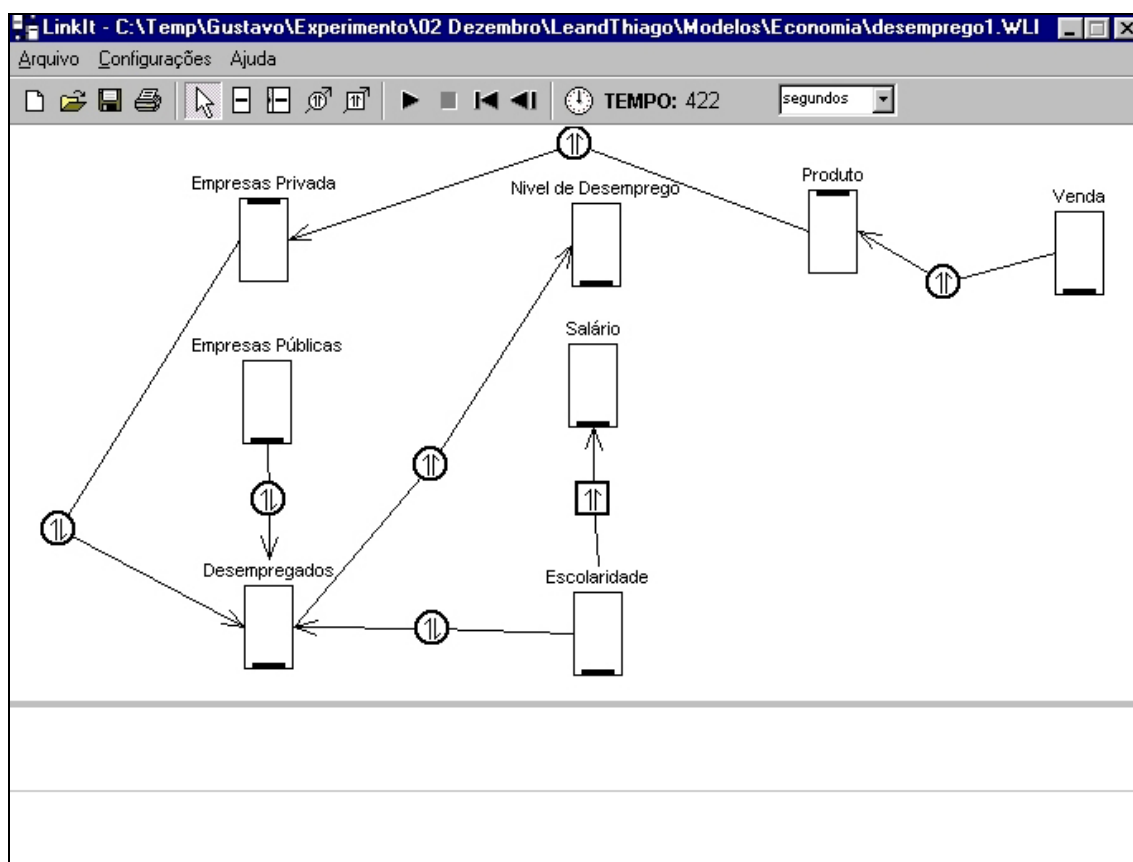 LinkIt - C:\Temp\Gustavo\Experimento\02 Dezembro\LeandThiago\Modelos\Economia\desemprego1.WLI
Arquivo Configurações Ajuda
TEMPO: 422 segundos
Empresas Privada
Nivel de Desemprego
Produto
Venda
Empresas Públicas
Salário
Desempregados
Escolaridade